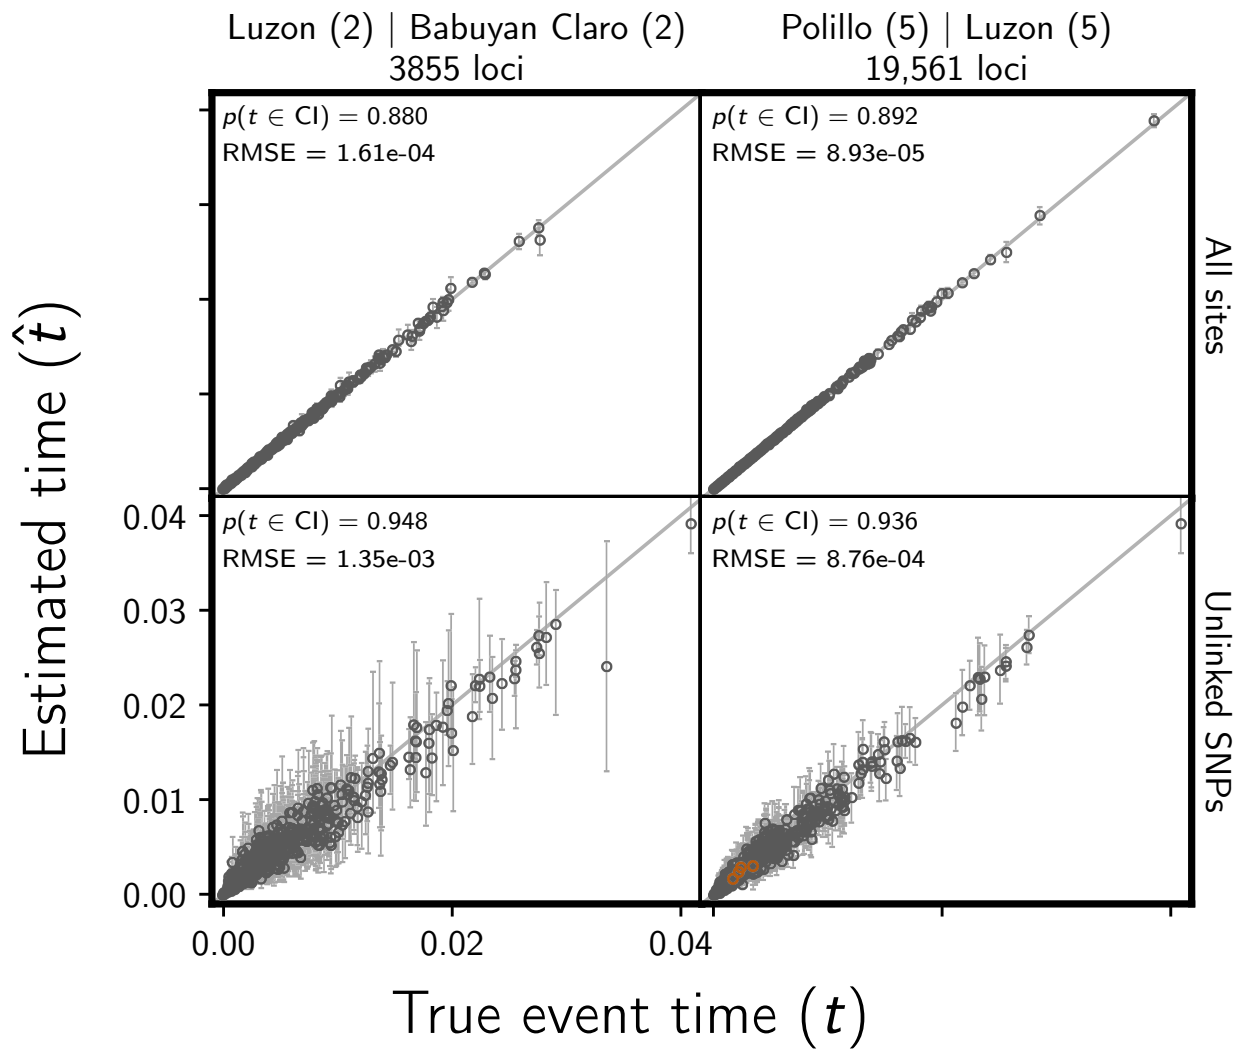 Luzon (2) | Babuyan Claro (2)
3855 loci
Polillo (5) | Luzon (5)
19,561 loci
p(t ∈ CI) = 0.880
RMSE = 1.61e-04
p(t ∈ CI) = 0.892
RMSE = 8.93e-05
All sites
Estimated time (t̂)
p(t ∈ CI) = 0.948
RMSE = 1.35e-03
p(t ∈ CI) = 0.936
RMSE = 8.76e-04
Unlinked SNPs
0.04
0.03
0.02
0.01
0.00
0.00
0.02
0.04
True event time (t)